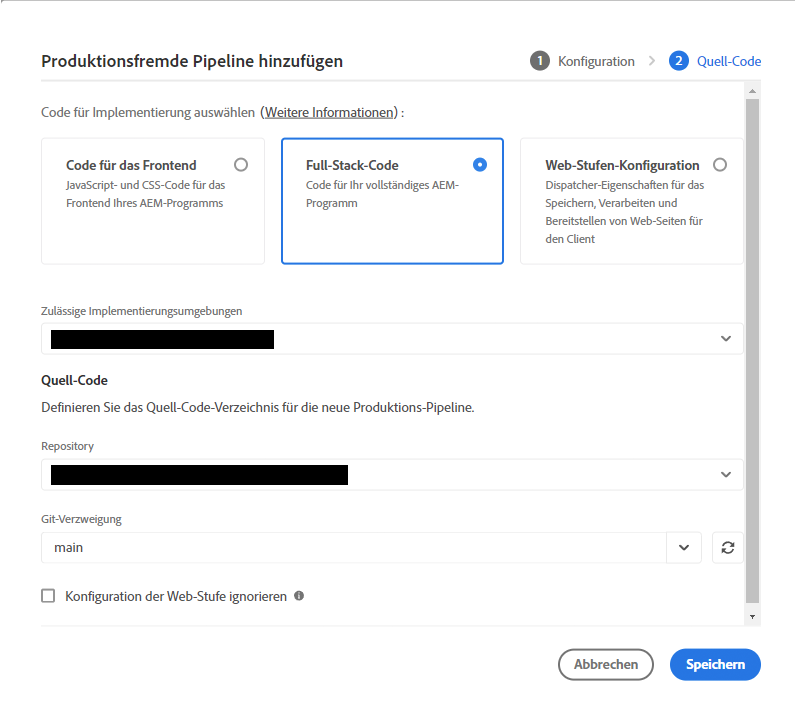 Produktionsfremde Pipeline hinzufügen
1 Konfiguration > 2 Quell-Code
Code für Implementierung auswählen (Weitere Informationen) :
Code für das Frontend
JavaScript- und CSS-Code für das
Frontend Ihres AEM-Programms
Full-Stack-Code
Code für Ihr vollständiges AEM-
Programm
Web-Stufen-Konfiguration
Dispatcher-Eigenschaften für das
Speichern, Verarbeiten und
Bereitstellen von Web-Seiten für
den Client
Zulässige Implementierungsumgebungen
Quell-Code
Definieren Sie das Quell-Code-Verzeichnis für die neue Produktions-Pipeline.
Repository
Git-Verzweigung
main
Konfiguration der Web-Stufe ignorieren
Abbrechen
Speichern